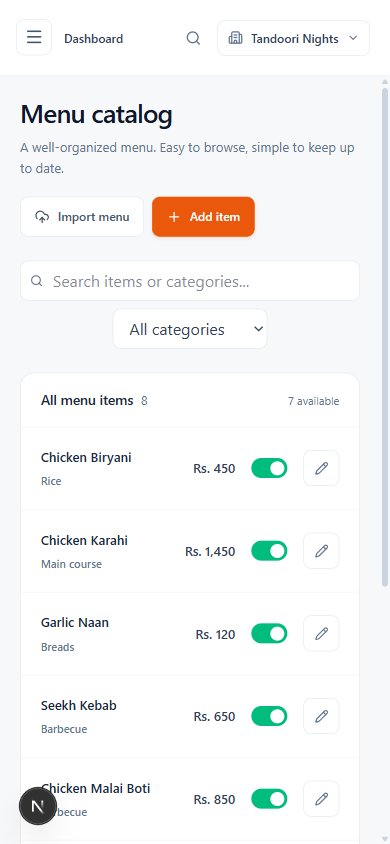 Dashboard
Tandoori Nights
Menu catalog
A well-organized menu. Easy to browse, simple to keep up
to date.
Import menu
Add item
Search items or categories...
All categories
All menu items 8
7 available
Chicken Biryani
Rs. 450
Rice
Chicken Karahi
Rs. 1,450
Main course
Garlic Naan
Rs. 120
Breads
Seekh Kebab
Rs. 650
Barbecue
Chicken Malai Boti
Rs. 850
becue
N